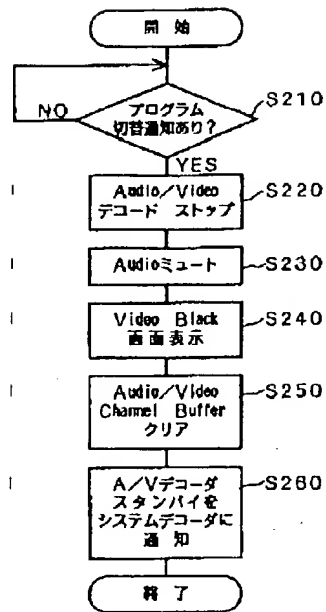 開始
プログラム
切替通知あり?
S210
NO
YES
Audio/Video
デコード ストップ
S220
Audioミュート
S230
Video Black
画面表示
S240
Audio/Video
Channel Buffer
クリア
S250
A/Vデコーダ
スタンバイを
システムデコーダに
通知
S260
終了